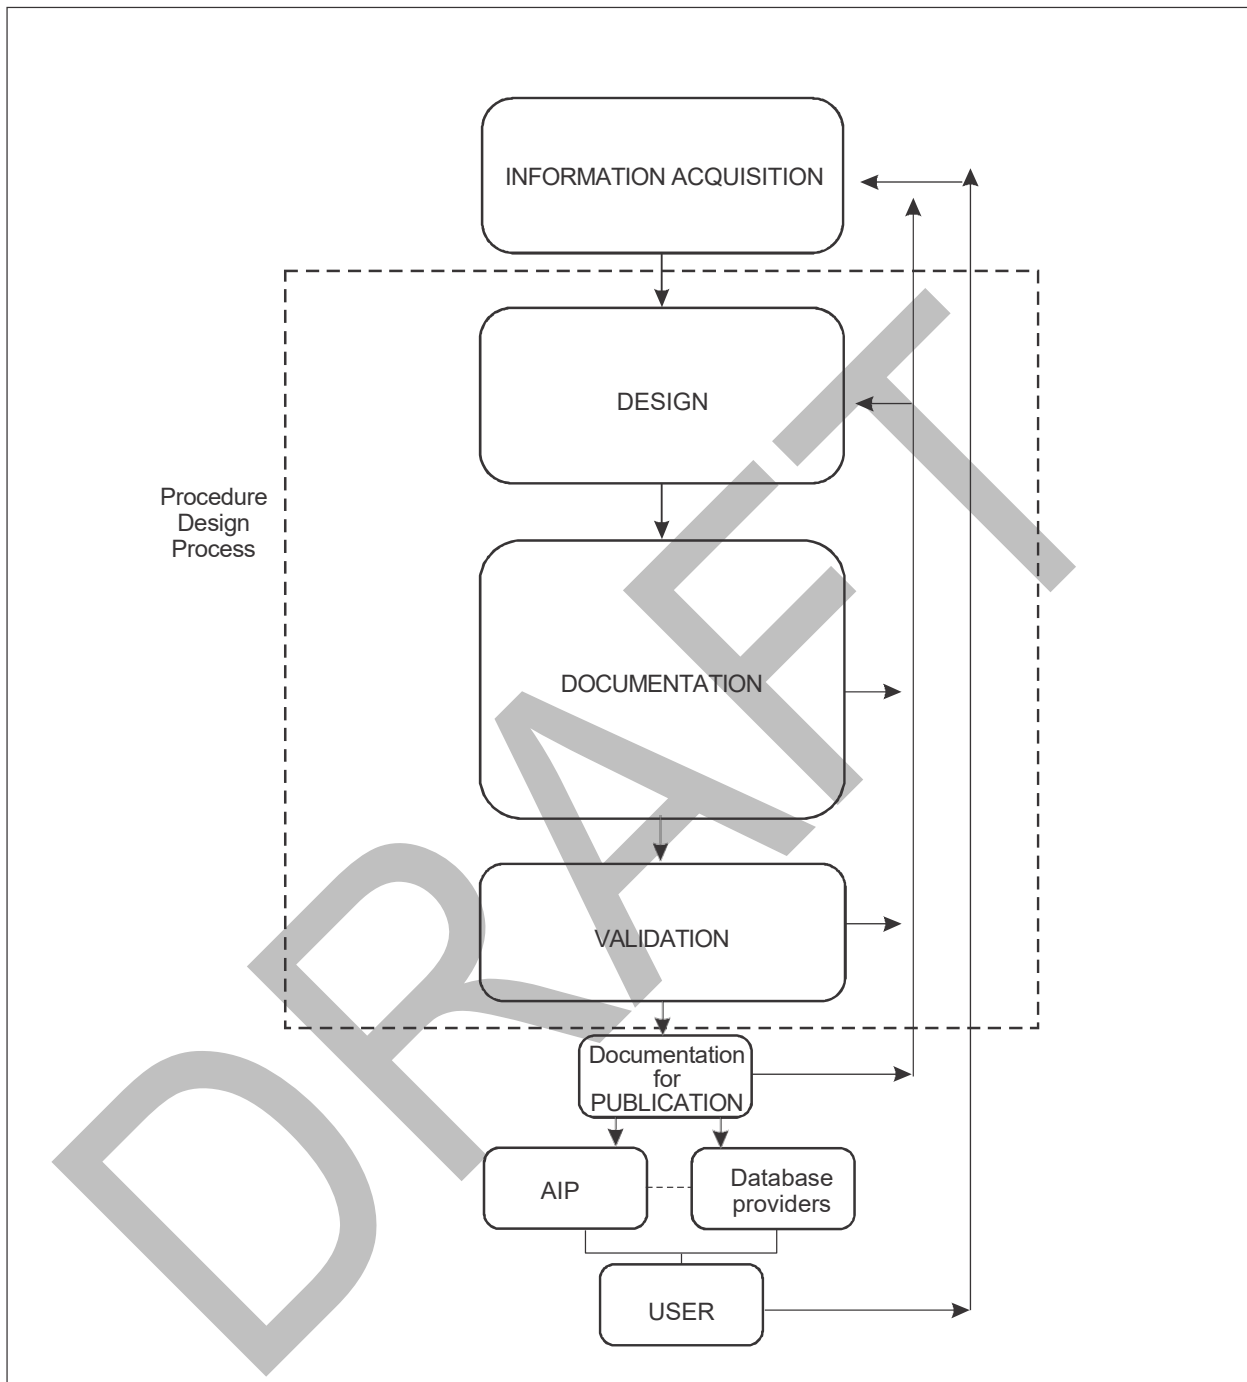 INFORMATION ACQUISITION
DESIGN
Procedure
Design
Process
DOCUMENTATION
VALIDATION
Documentation
for
PUBLICATION
AIP
Database
providers
USER
DRAFT